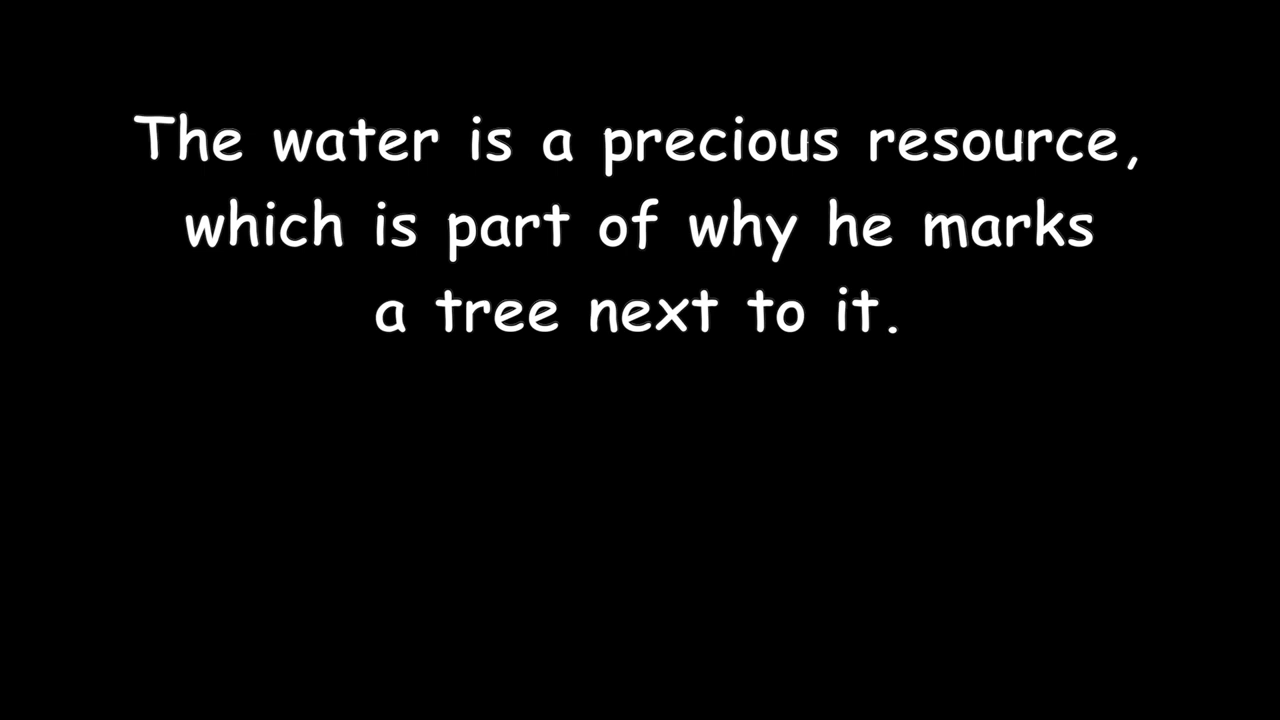 The water is a precious resource,
which is part of why he marks
a tree next to it.